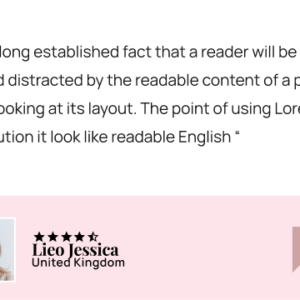 long established fact that a reader will be
distracted by the readable content of a
ooking at its layout. The point of using Lor
ution it look like readable English “
Lieo Jessica
United Kingdom